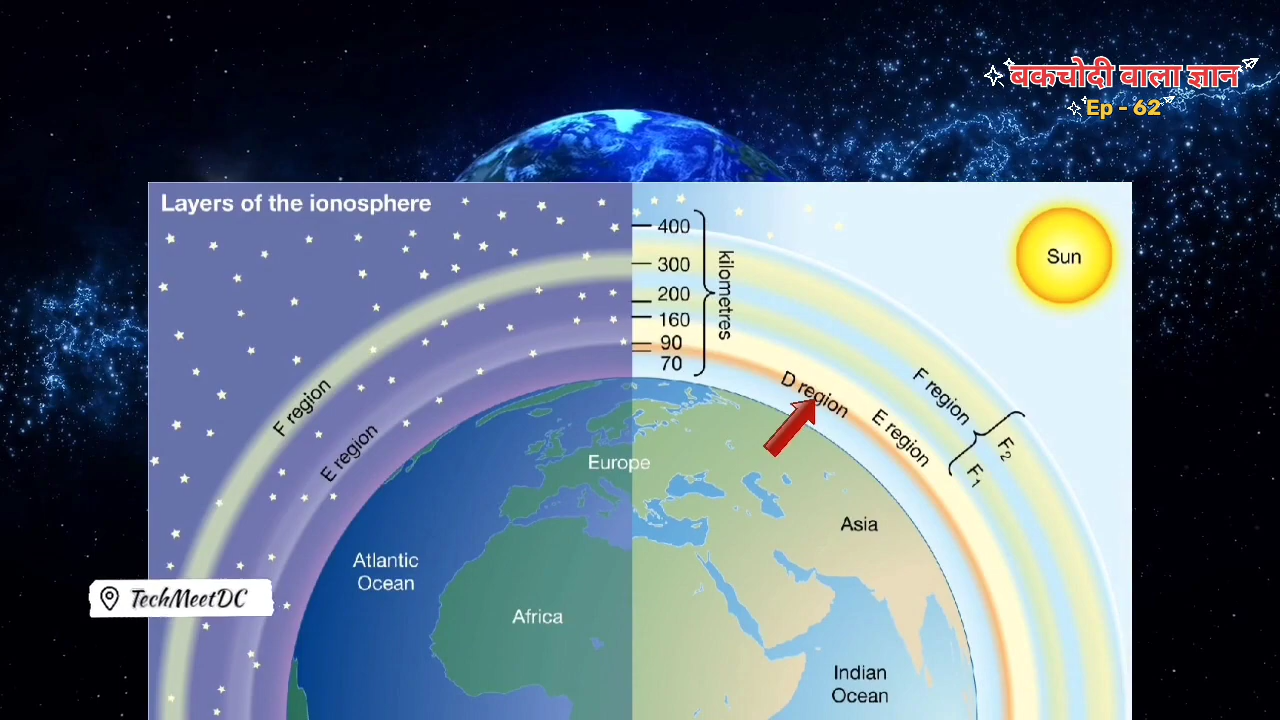 बकचोदी वाला ज्ञान
Ep - 62
Layers of the ionosphere
400
300
200
160
90
70
kilometres
Sun
F region
E region
D region
E region
F region
F2
F1
Europe
Asia
Atlantic
Ocean
Africa
Indian
Ocean
TechMeetDC